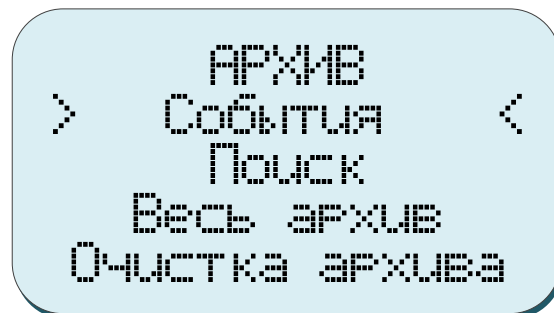 АРХИВ
> События <
Поиск
Весь архив
Очистка архива